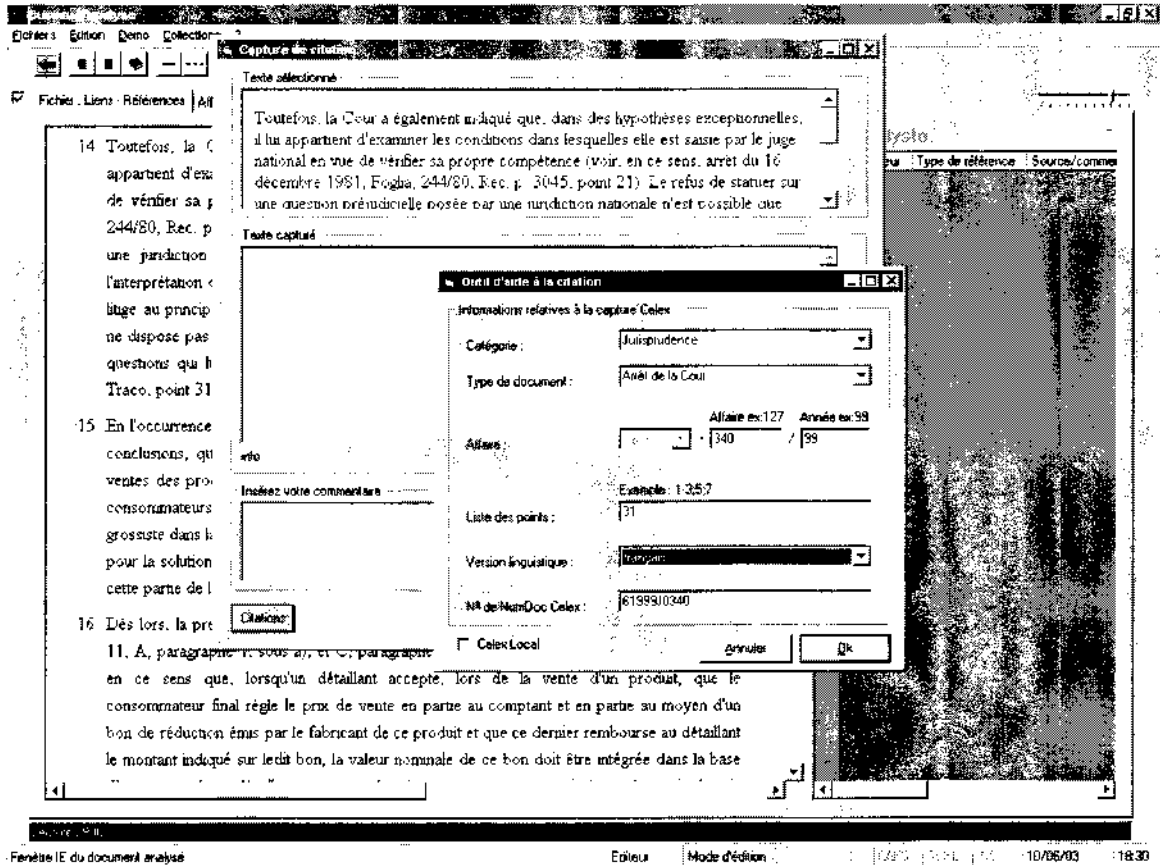 Fichiers Edition Demo Collections ?
Fichier - Liens - Références
14 Toutefois, la
appartient d'exa
de vérifier sa p
244/80, Rec. p
une juridiction
l'interprétation
litige au princip
ne dispose pas
questions qui h
Traco, point 31
15 En l'occurrence
conclusions, qu
ventes des pro
consommateurs
grossiste dans l
pour la solution
cette partie de l
16 Dès lors, la pre
11, A, paragraphe 1, sous a), et C, paragraphe
en ce sens que, lorsqu'un détaillant accepte, lors de la vente d'un produit, que le
consommateur final règle le prix de vente en partie au comptant et en partie au moyen d'un
bon de réduction émis par le fabricant de ce produit et que ce dernier rembourse au détaillant
le montant indiqué sur ledit bon, la valeur nominale de ce bon doit être intégrée dans la base
Capture de citation
Texte sélectionné
Toutefois, la Cour a également indiqué que, dans des hypothèses exceptionnelles,
il lui appartient d'examiner les conditions dans lesquelles elle est saisie par le juge
national en vue de vérifier sa propre compétence (voir, en ce sens, arrêt du 16
décembre 1981, Foglia, 244/80, Rec. p. 3045, point 21). Le refus de statuer sur
une question préjudicielle posée par une juridiction nationale n'est possible que
Texte capturé
info
Insérez votre commentaire
Citations
Outil d'aide à la citation
Informations relatives à la capture Celex
Catégorie : Jurisprudence
Type de document : Arrêt de la Cour
Affaire ex:127 Année ex:99
Affaire : - 340 / 99
Exemple : 1-3;5;7
Liste des points : 31
Version linguistique : français
N° de NumDoc Celex : 61999J0340
Celex Local
Annuler Ok
Type de référence Source/commen
Fenêtre IE du document analysé Editeur Mode d'édition 10/06/03 18:30